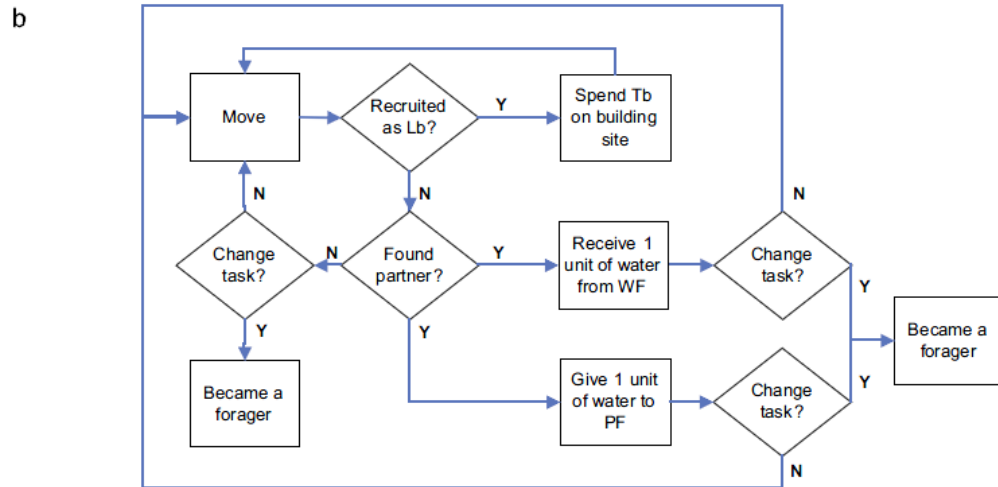 b
Move
Recruited
as Lb?
Y
Spend Tb
on building
site
N
N
N
Change
task?
N
Found
partner?
Y
Receive 1
unit of water
from WF
Change
task?
Y
Y
Y
Became a
forager
Became a
forager
Give 1 unit
of water to
PF
Change
task?
Y
N